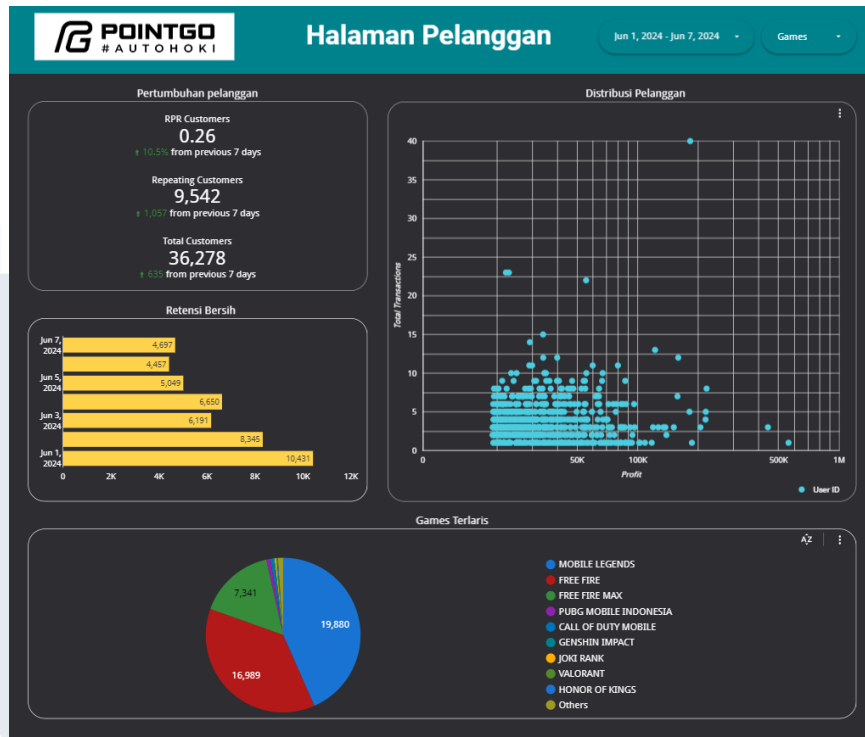 POINTGO
#AUTOHOKI
Halaman Pelanggan
Jun 1, 2024 - Jun 7, 2024
Games
Pertumbuhan pelanggan
RPR Customers
0.26
10.5% from previous 7 days
Repeating Customers
9,542
1,057 from previous 7 days
Total Customers
36,278
635 from previous 7 days
Retensi Bersih
Jun 7, 2024
4,697
4,457
Jun 5, 2024
5,049
6,650
Jun 3, 2024
6,191
8,345
Jun 1, 2024
10,431
0 2K 4K 6K 8K 10K 12K
Distribusi Pelanggan
Total Transactions
40
35
30
25
20
15
10
5
0
0 50K 100K 500K 1M
Profit
User ID
Games Terlaris
AZ
7,341
19,880
16,989
MOBILE LEGENDS
FREE FIRE
FREE FIRE MAX
PUBG MOBILE INDONESIA
CALL OF DUTY MOBILE
GENSHIN IMPACT
JOKI RANK
VALORANT
HONOR OF KINGS
Others